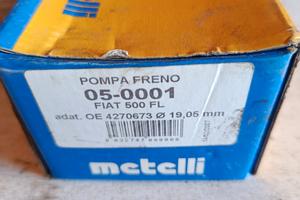 POMPA FRENO
05-0001
FIAT 500 FL
adat. OE 4270673 Ø 19,05 mm
metelli